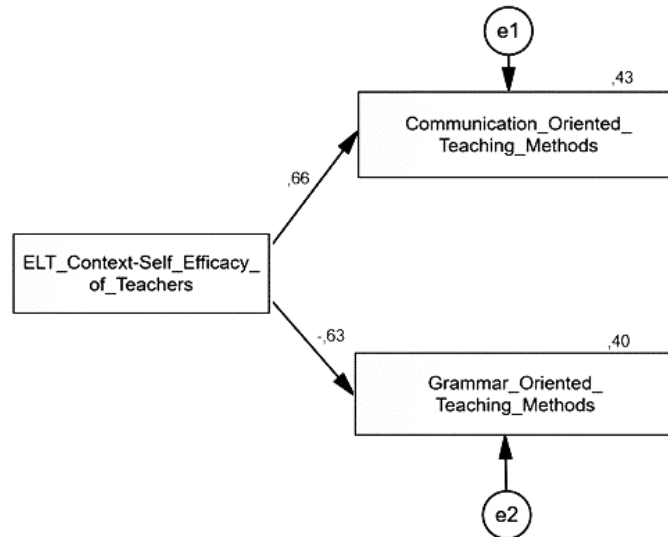 e1
,43
Communication_Oriented_
Teaching_Methods
,66
ELT_Context-Self_Efficacy_
of_Teachers
-,63
,40
Grammar_Oriented_
Teaching_Methods
e2